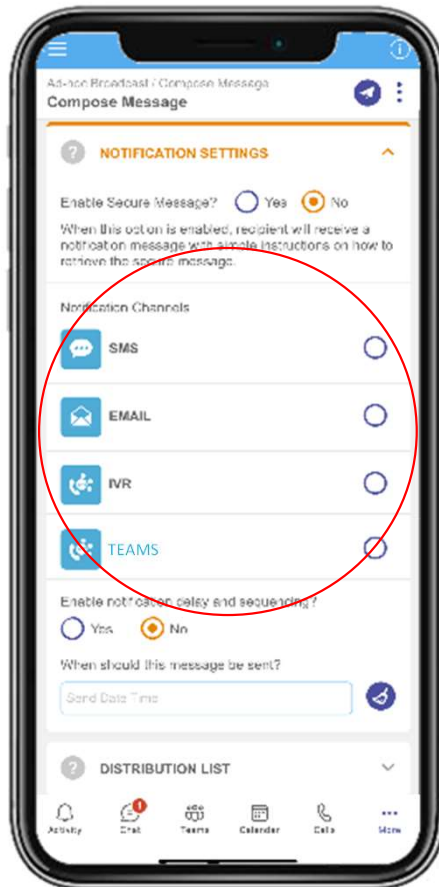 Ad-hoc Broadcast / Compose Message
Compose Message
? NOTIFICATION SETTINGS
Enable Secure Message? Yes No
When this option is enabled, recipient will receive a
notification message with simple instructions on how to
retrieve the secure message.
Notification Channels
SMS
EMAIL
IVR
TEAMS
Enable notification delay and sequencing?
Yes No
When should this message be sent?
Send Date Time
? DISTRIBUTION LIST
1
Activity Chat Teams Calendar Calls More